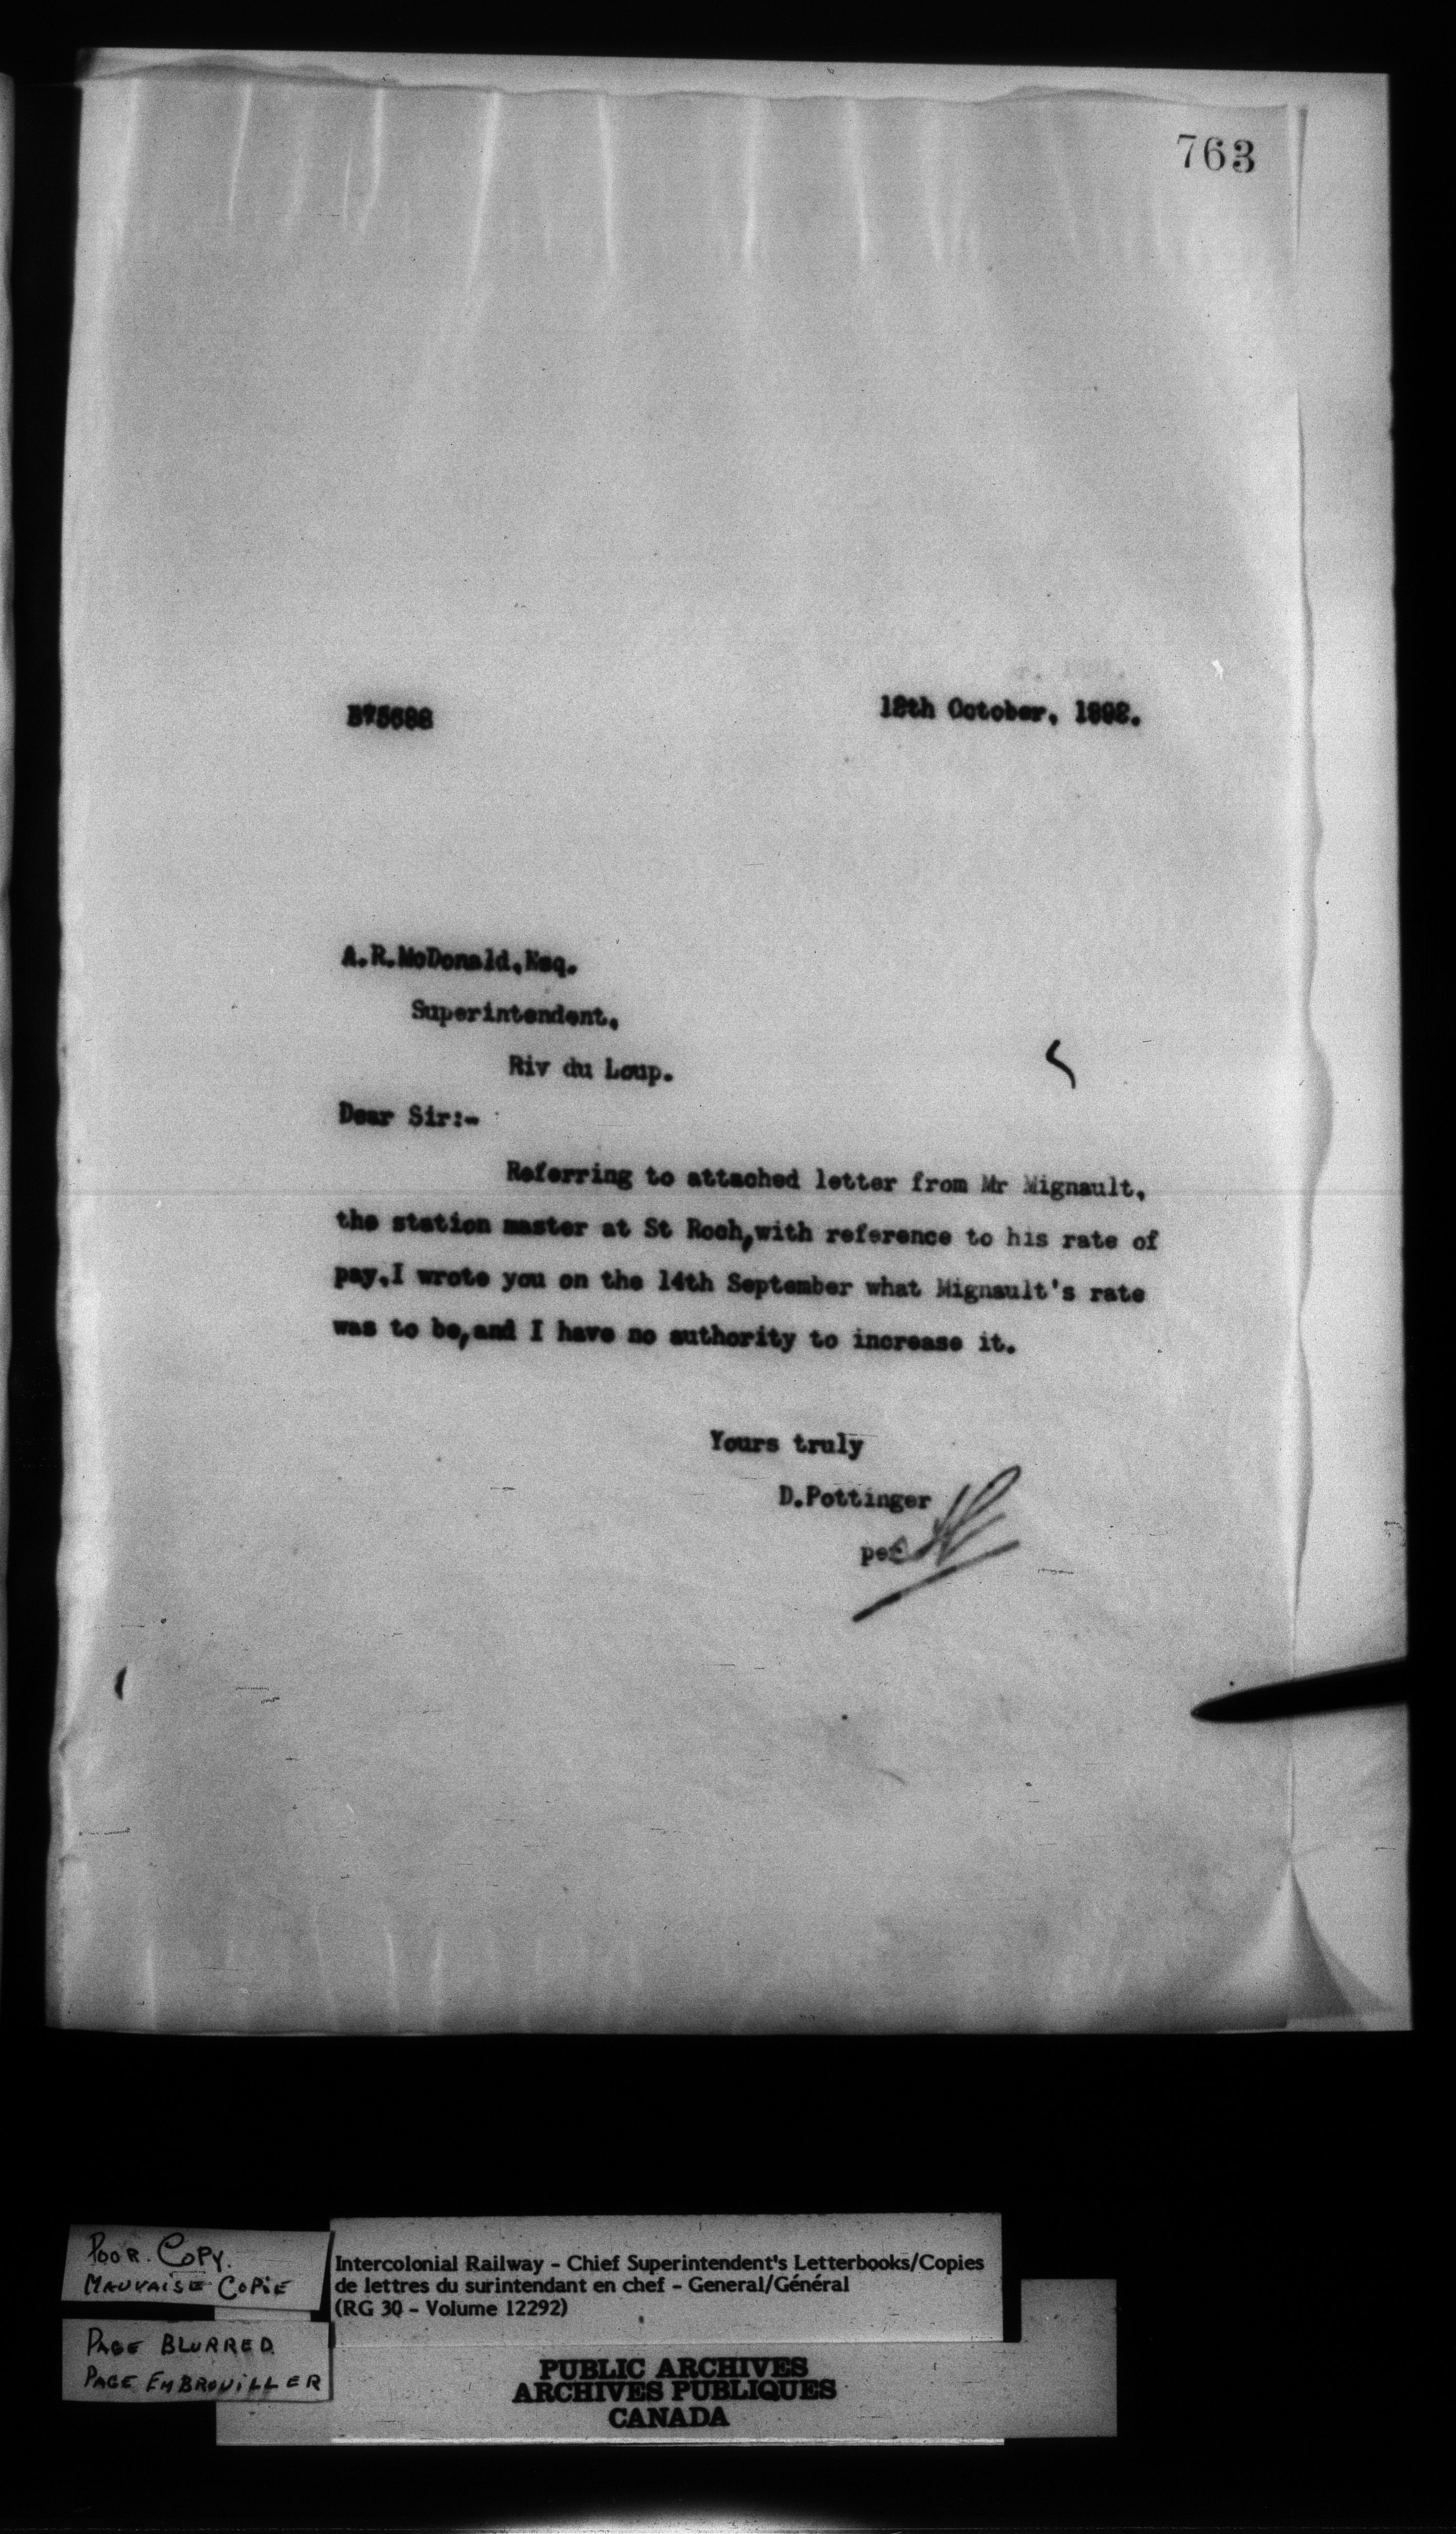 763
12th October, 1892.
A.R.McDonald,Esq.
Superintendent,
Riv du Loup.
Dear Sir:-
Referring to attached letter from Mr Mignault,
the station master at St Roch,with reference to his rate of
pay.I wrote you on the 14th September what Mignault's rate
was to be,and I have no authority to increase it.
Yours truly
D.Pottinger
per
POOR. COPY.
MAUVAISE COPIE
PAGE BLURRED
PAGE EMBROUILLER
Intercolonial Railway - Chief Superintendent's Letterbooks/Copies
de lettres du surintendant en chef - General/Général
(RG 30 - Volume 12292)
PUBLIC ARCHIVES
ARCHIVES PUBLIQUES
CANADA